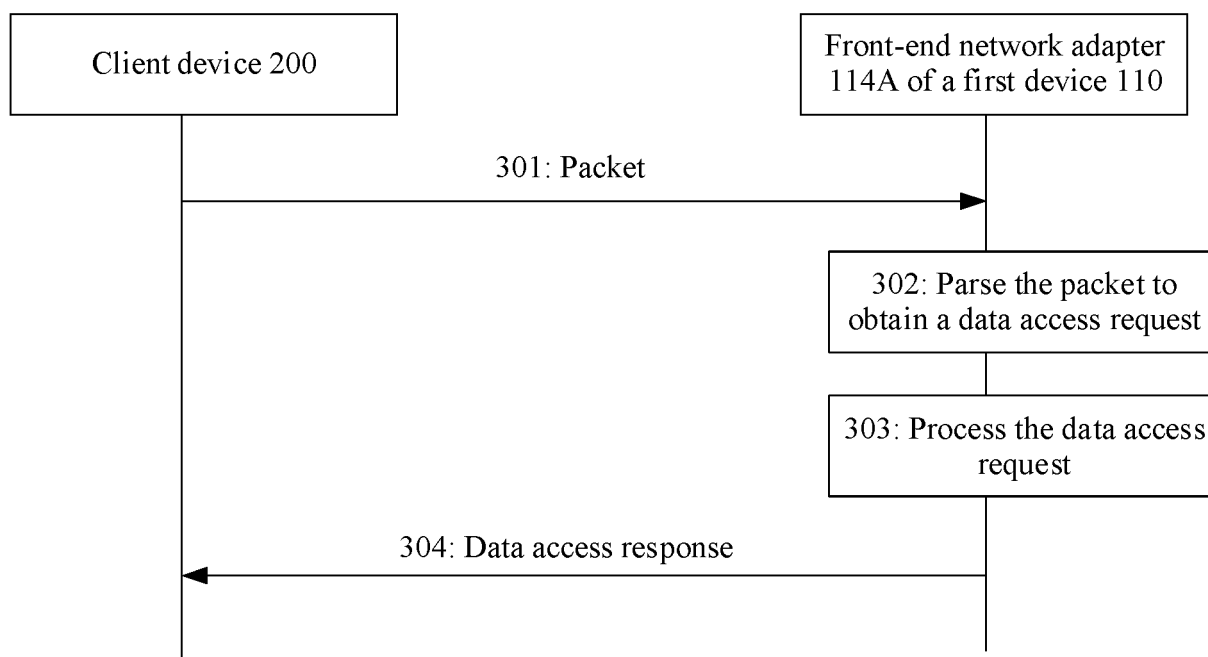 Client device 200
Front-end network adapter
114A of a first device 110
301: Packet
302: Parse the packet to
obtain a data access request
303: Process the data access
request
304: Data access response